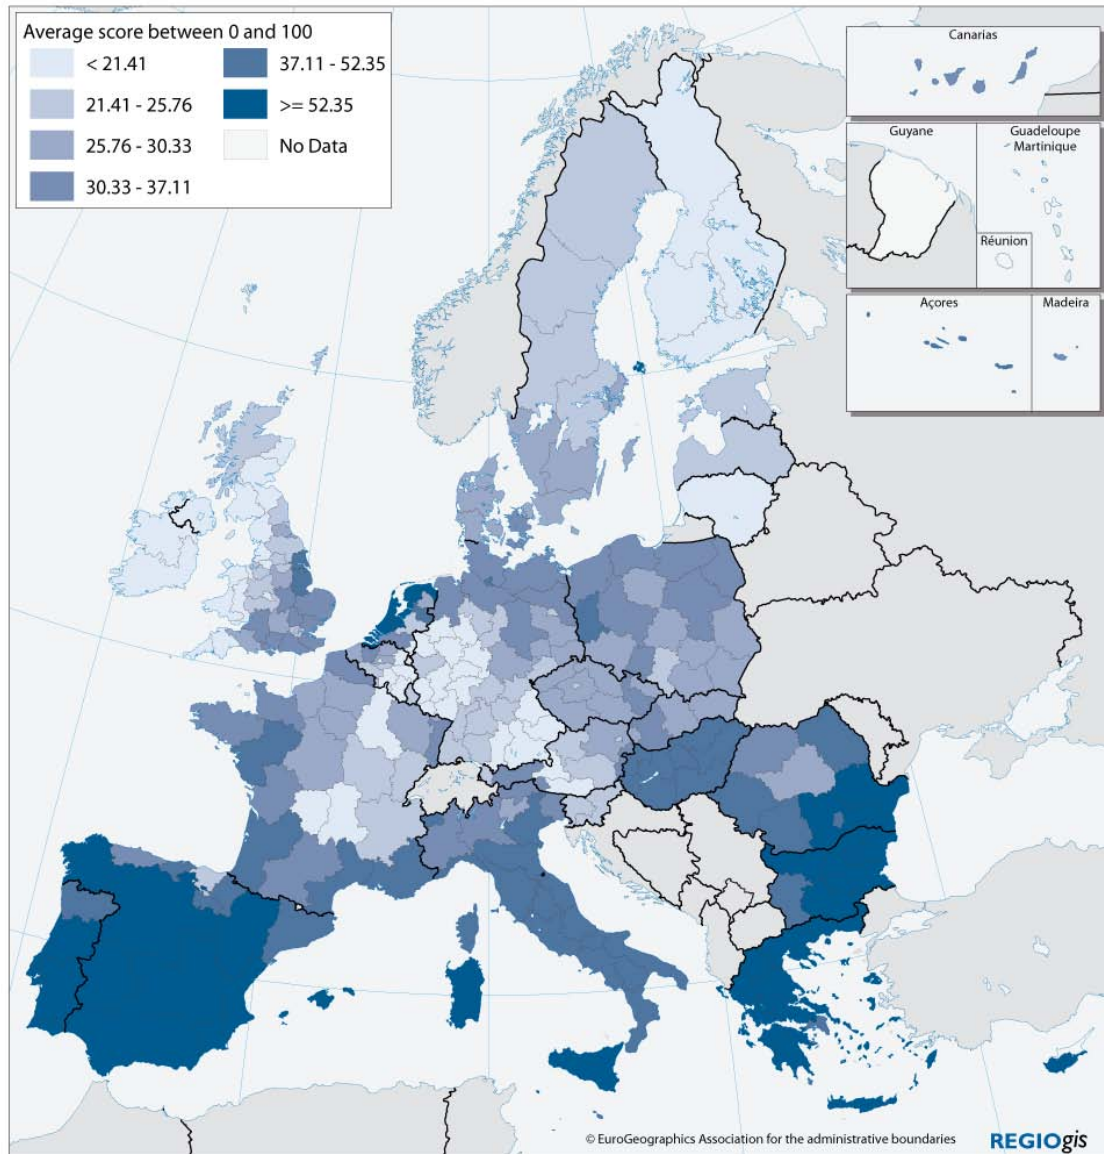 Average score between 0 and 100
< 21.41
37.11 - 52.35
21.41 - 25.76
>= 52.35
25.76 - 30.33
No Data
30.33 - 37.11
Canarias
Guyane
Guadeloupe
Martinique
Réunion
Açores
Madeira
© EuroGeographics Association for the administrative boundaries
REGIOgis